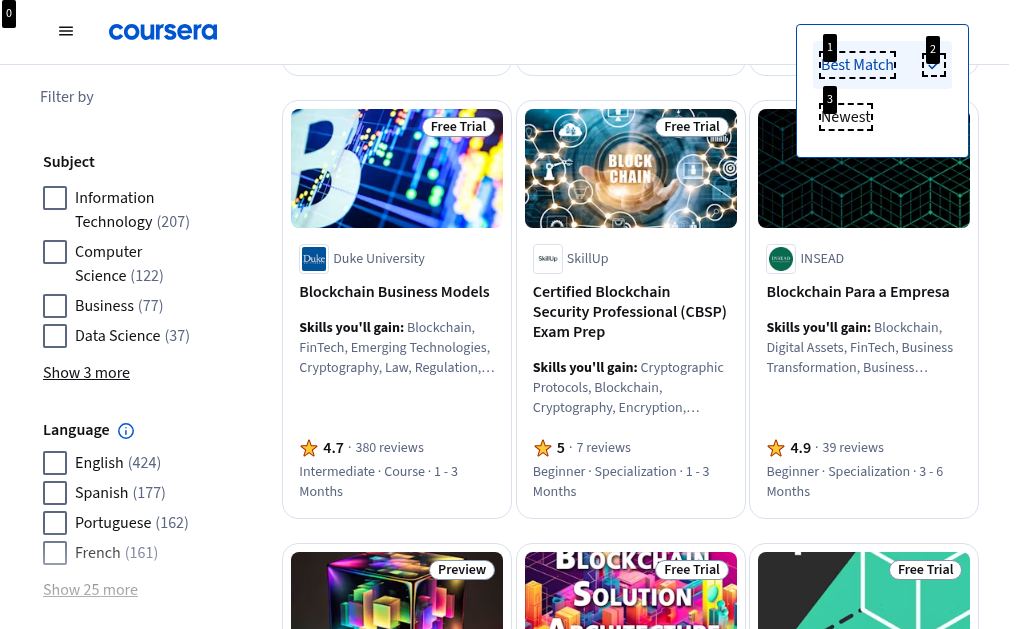 0
coursera
1
Best Match
2
3
Newest
Filter by
Subject
Information
Technology (207)
Computer
Science (122)
Business (77)
Data Science (37)
Show 3 more
Language
English (424)
Spanish (177)
Portuguese (162)
French (161)
Show 25 more
Free Trial
Duke
Duke University
Blockchain Business Models
Skills you'll gain: Blockchain,
FinTech, Emerging Technologies,
Cryptography, Law, Regulation,…
4.7 · 380 reviews
Intermediate · Course · 1 - 3
Months
Free Trial
BLOCK
CHAIN
SkillUp
SkillUp
Certified Blockchain
Security Professional (CBSP)
Exam Prep
Skills you'll gain: Cryptographic
Protocols, Blockchain,
Cryptography, Encryption,…
5 · 7 reviews
Beginner · Specialization · 1 - 3
Months
INSEAD
INSEAD
Blockchain Para a Empresa
Skills you'll gain: Blockchain,
Digital Assets, FinTech, Business
Transformation, Business…
4.9 · 39 reviews
Beginner · Specialization · 3 - 6
Months
Preview
Free Trial
BLOCKCHAIN
SOLUTION
ARCHITECTURE
Free Trial